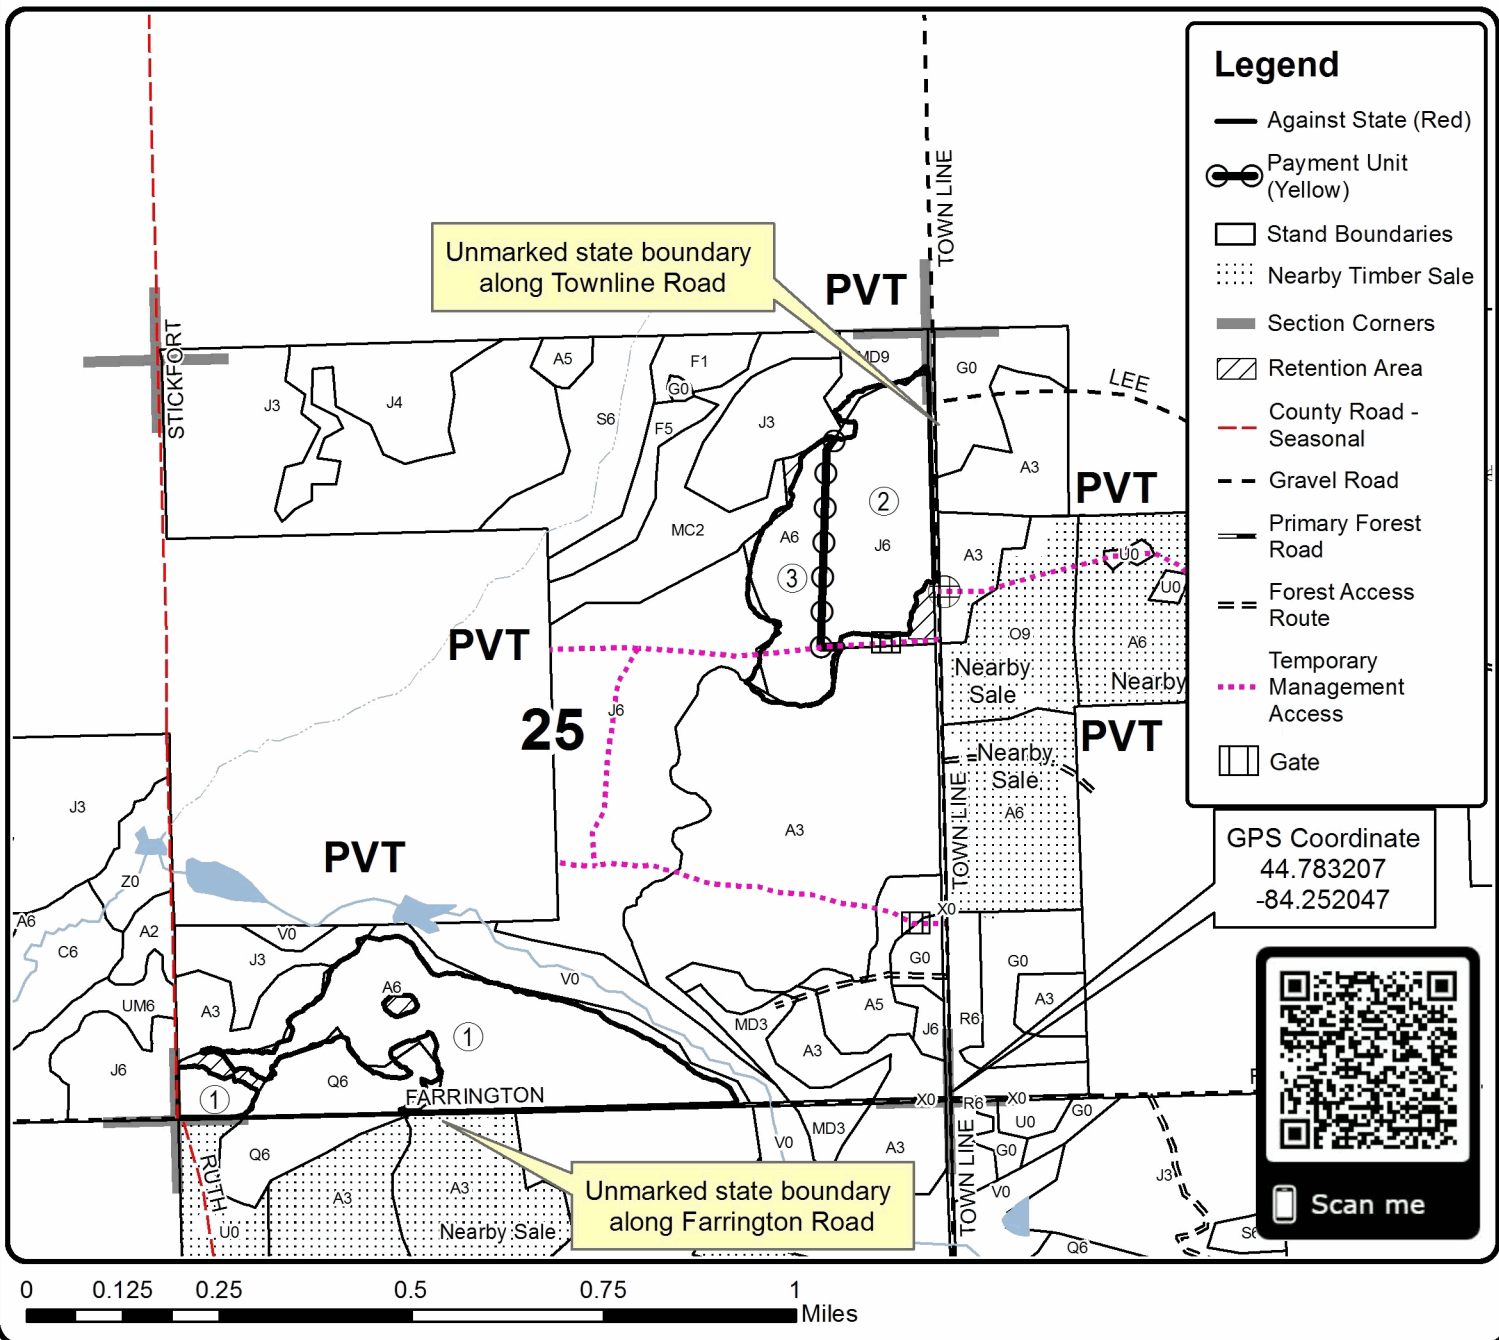 TOWN LINE
Unmarked state boundary
along Townline Road
PVT
STICKFORT
J3
J4
A5
F1
G0
S6
F5
J3
MD9
G0
LEE
A3
PVT
MC2
A6
2
J6
3
A3
U0
U0
O9
A6
Nearby
Sale
Nearby
PVT
25
J6
PVT
Nearby
Sale
A6
TOWN LINE
J3
A3
PVT
Z0
A6
A2
C6
UM6
J6
V0
J3
A3
A6
1
1
Q6
V0
X0
G0
G0
A5
MD3
J6
R6
A3
A3
FARRINGTON
X0
R6
X0
G0
U0
G0
V0
MD3
A3
V0
TOWN LINE
J3
S6
Q6
RUTH
Q6
A3
A3
U0
Nearby Sale
Unmarked state boundary
along Farrington Road
Legend
Against State (Red)
Payment Unit
(Yellow)
Stand Boundaries
Nearby Timber Sale
Section Corners
Retention Area
County Road -
Seasonal
Gravel Road
Primary Forest
Road
Forest Access
Route
Temporary
Management
Access
Gate
GPS Coordinate
44.783207
-84.252047
Scan me
0 0.125 0.25 0.5 0.75 1
Miles